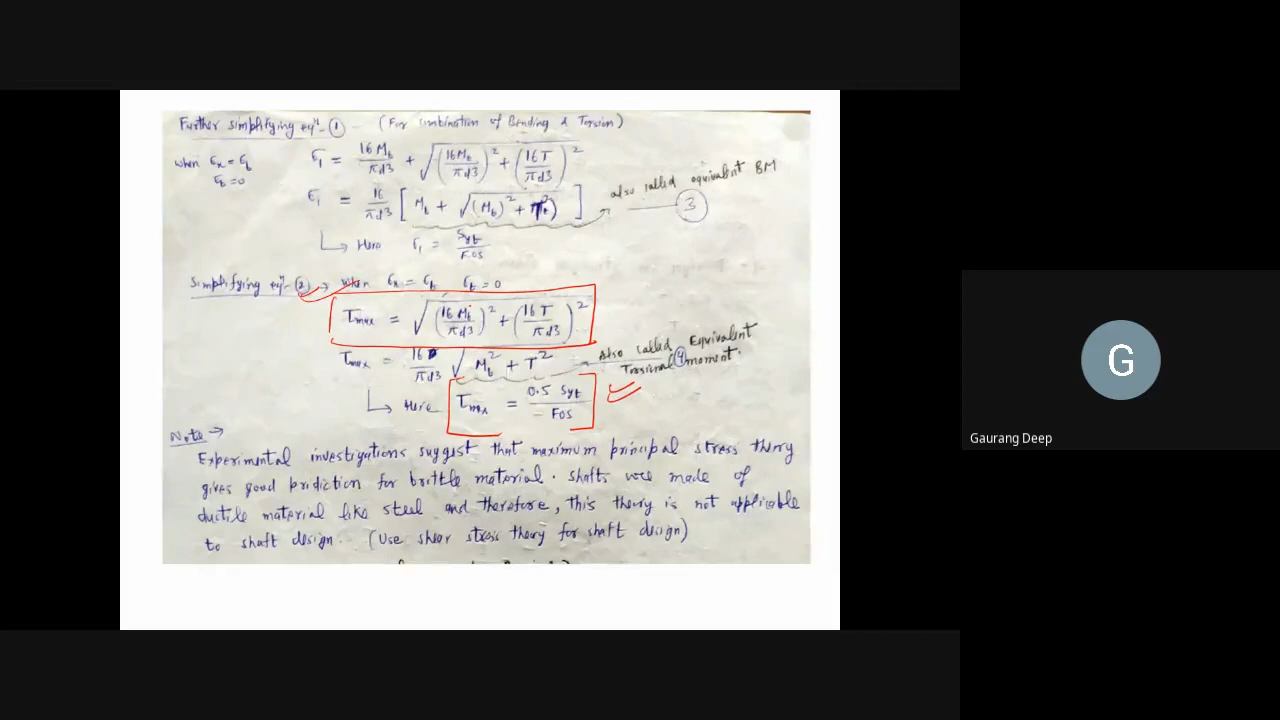 Further simplifying eqn-① (For combination of Bending & Torsion)
when σx = σb σ1 = 16Mb/πd3 + √((16Mb/πd3)² + (16T/πd3)²)
σt = 0
σ1 = 16/πd3 [Mb + √((Mb)² + T²)] also called equivalent BM ③
↳ Here σ1 = Syt/FOS
Simplifying eqn-② → when σx = σb σt = 0
τmax = √((16Mb/πd3)² + (16T/πd3)²)
τmax = 16/πd3 √(Mb² + T²) Also called Equivalent
Torsional ④ moment.
↳ Here τmax = 0.5 Syt/FOS
Note →
Experimental investigations suggest that maximum principal stress theory
gives good pridiction for brittle material. shafts are made of
ductile material like steel and therefore, this theory is not applicable
to shaft design. (Use shear stress theory for shaft design)
G
Gaurang Deep